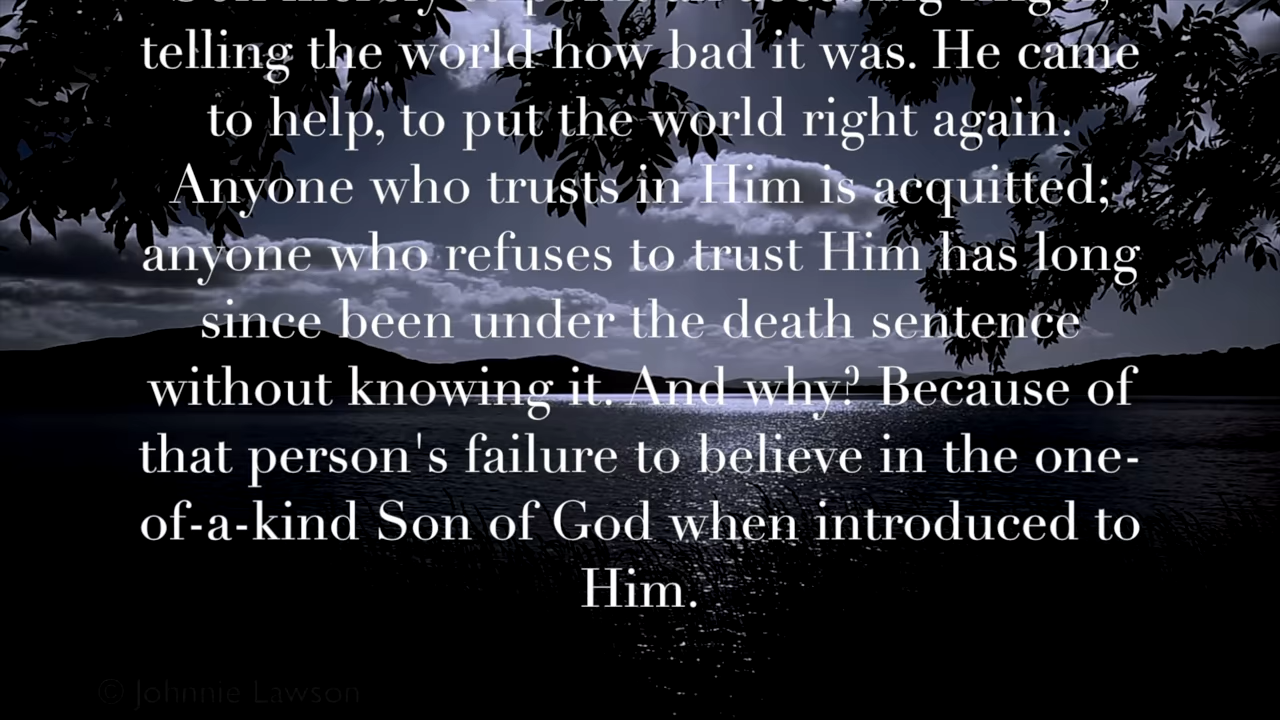 telling the world how bad it was. He came
to help, to put the world right again.
Anyone who trusts in Him is acquitted;
anyone who refuses to trust Him has long
since been under the death sentence
without knowing it. And why? Because of
that person's failure to believe in the one-
of-a-kind Son of God when introduced to
Him.
© Johnnie Lawson